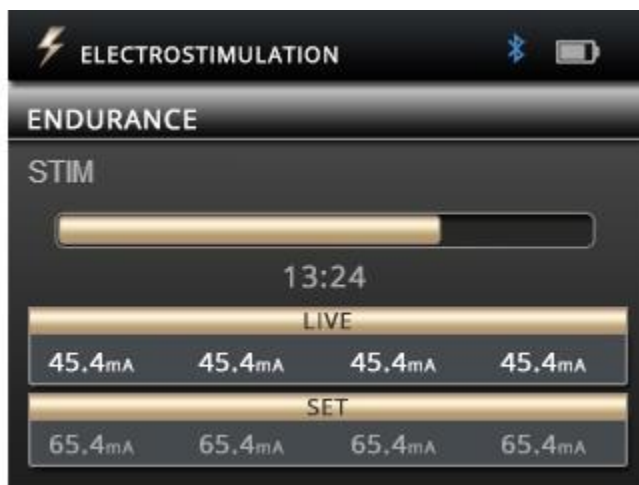 ELECTROSTIMULATION
ENDURANCE
STIM
13:24
LIVE
45.4mA 45.4mA 45.4mA 45.4mA
SET
65.4mA 65.4mA 65.4mA 65.4mA